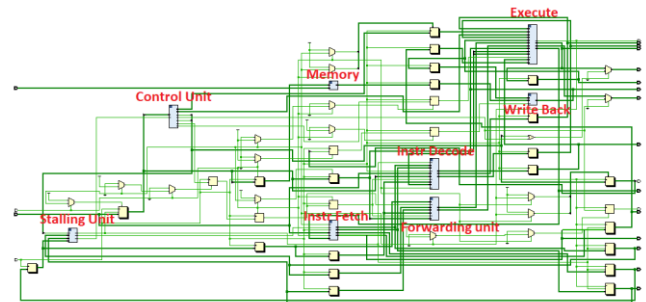 Execute
Memory
Control Unit
Write Back
Instr Decode
Stalling Unit
Instr Fetch
Forwarding unit